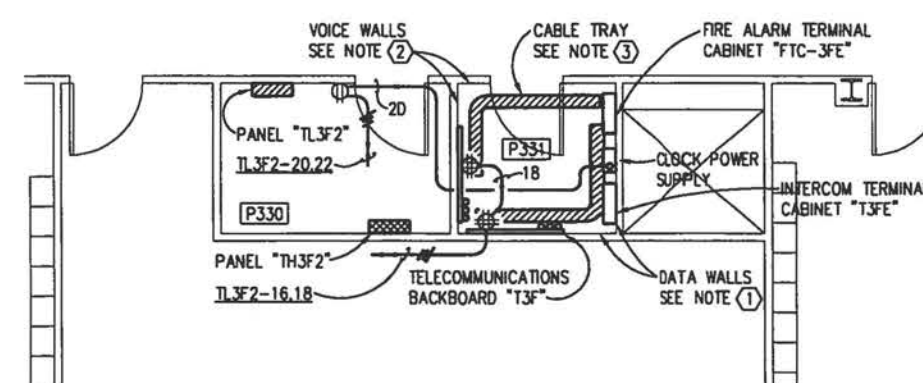 VOICE WALLS
SEE NOTE 2
CABLE TRAY
SEE NOTE 3
FIRE ALARM TERMINAL
CABINET "FTC-3FE"
2D
PANEL "TL3F2"
TL3F2-20,22
P331
18
CLOCK POWER
SUPPLY
INTERCOM TERMINAL
CABINET "T3FE"
P330
PANEL "TH3F2"
TL3F2-16,18
TELECOMMUNICATIONS
BACKBOARD "T3F"
DATA WALLS
SEE NOTE 1